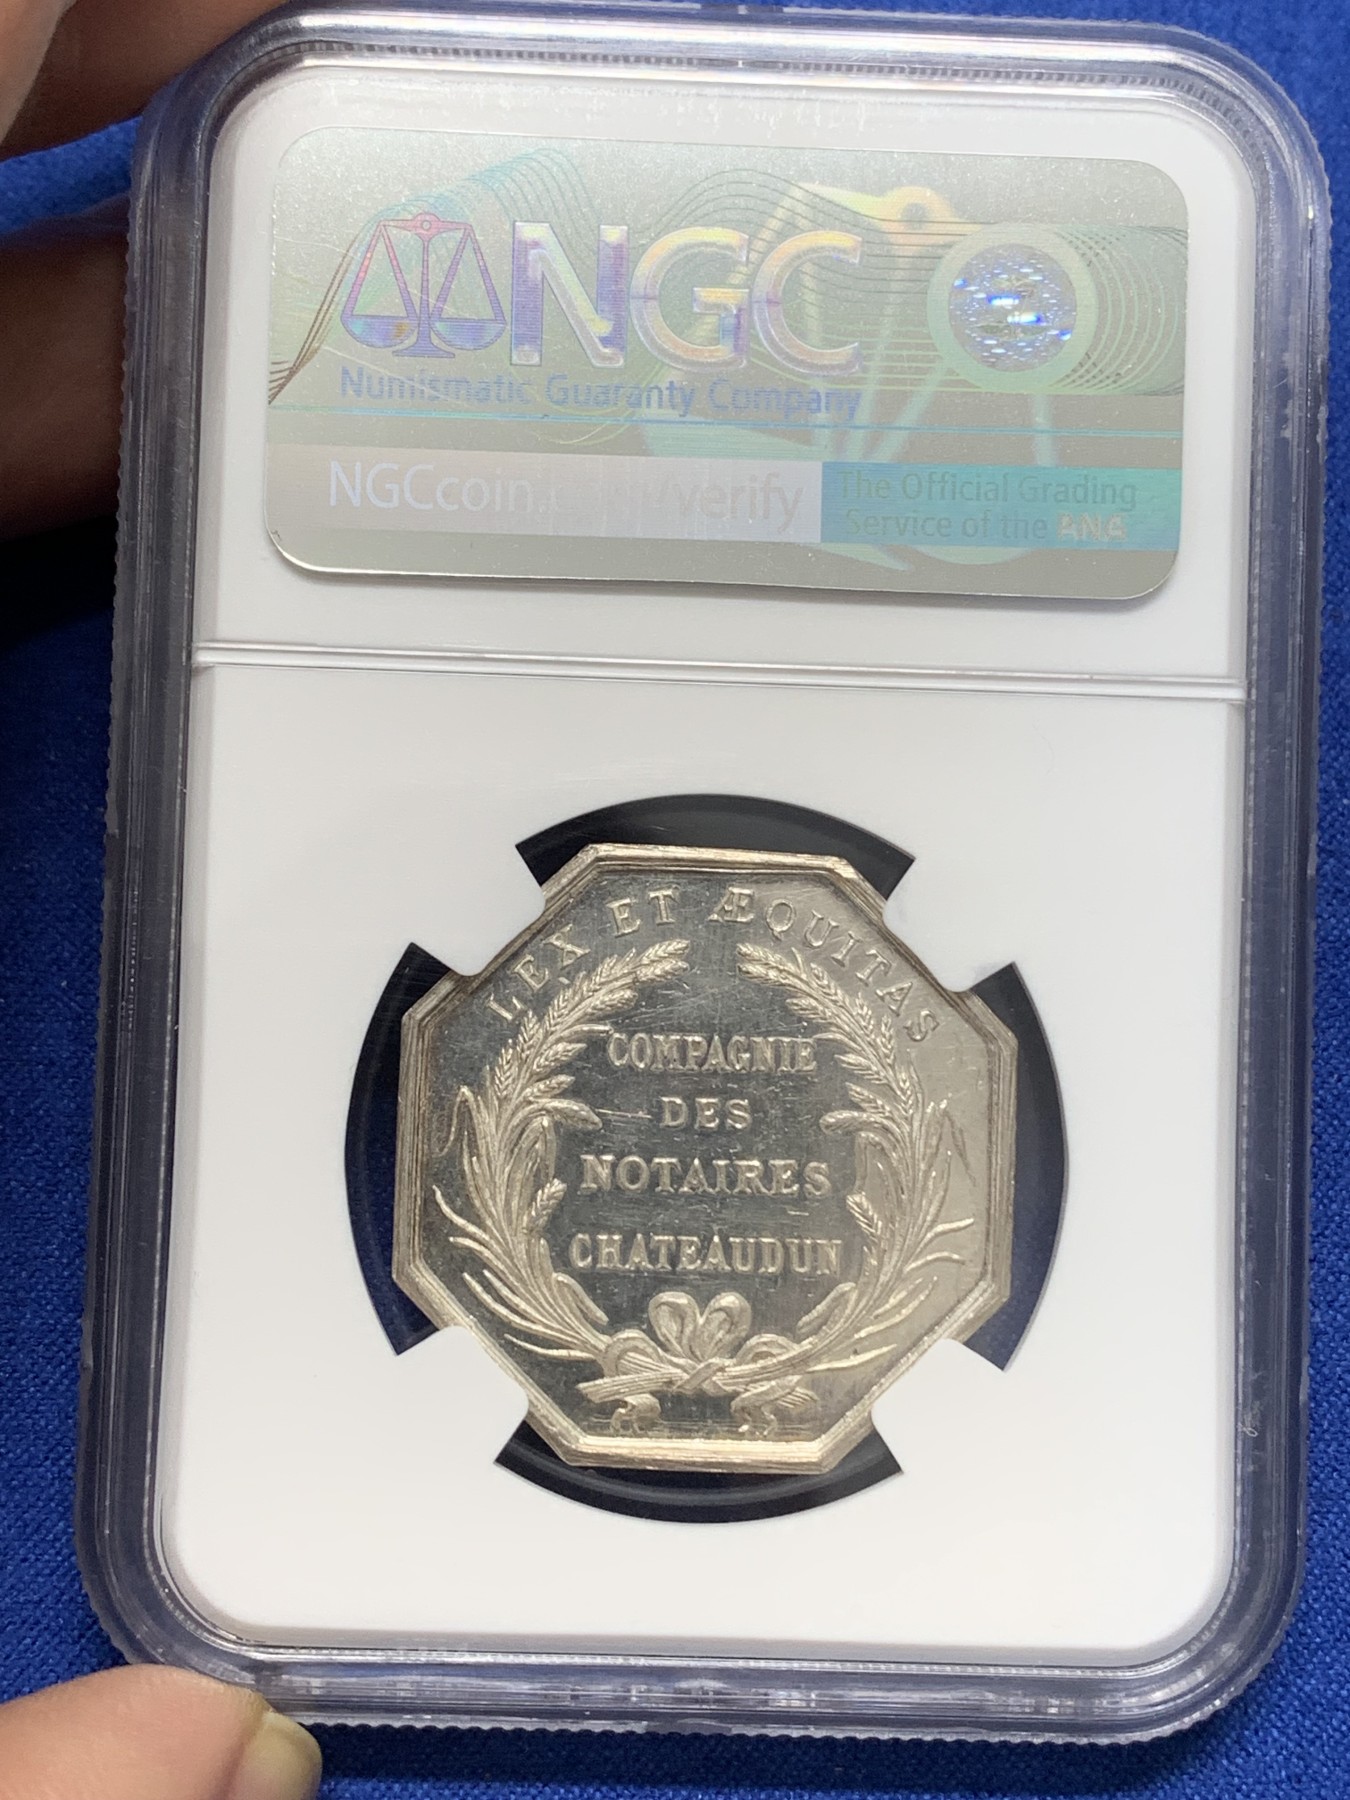 NGC
Numismatic Guaranty Company
NGCcoin.com/verify
The Official Grading
Service of the ANA
LEX ET ÆQUITAS
COMPAGNIE
DES
NOTAIRES
CHATEAUDUN